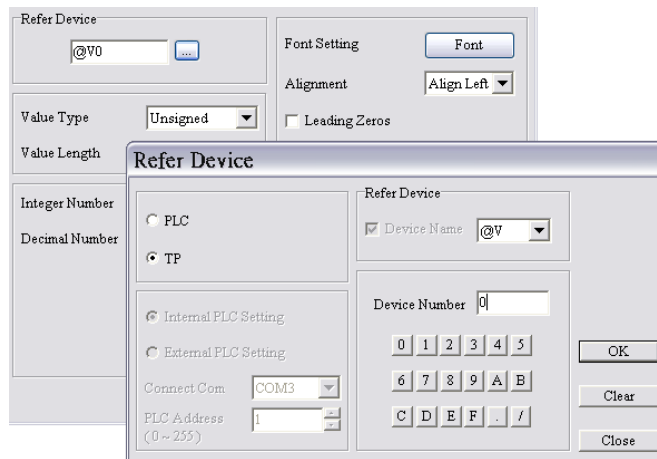 Refer Device
@V0
...
Font Setting
Font
Alignment
Align Left
Value Type
Unsigned
Leading Zeros
Value Length
Integer Number
Decimal Number
Refer Device
PLC
TP
Refer Device
Device Name
@V
Internal PLC Setting
External PLC Setting
Connect Com
COM3
PLC Address
(0~255)
1
Device Number
0
0 1 2 3 4 5
6 7 8 9 A B
C D E F . /
OK
Clear
Close